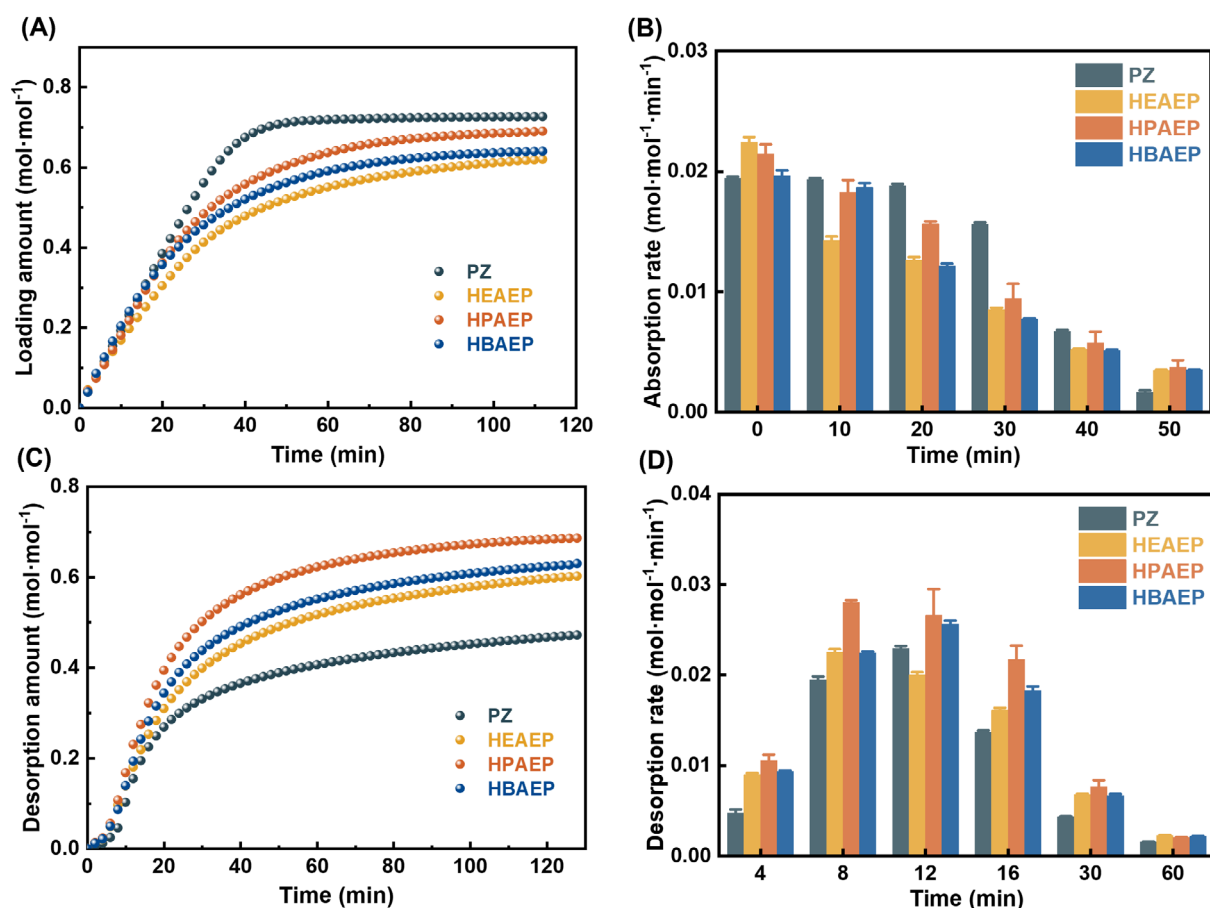 (A)
Loading amount (mol·mol⁻¹)
0.8
0.6
0.4
0.2
0.0
PZ
HEAEP
HPAEP
HBAEP
0 20 40 60 80 100 120
Time (min)
(B)
Absorption rate (mol·mol⁻¹·min⁻¹)
0.03
0.02
0.01
0.00
PZ
HEAEP
HPAEP
HBAEP
0 10 20 30 40 50
Time (min)
(C)
Desorption amount (mol·mol⁻¹)
0.8
0.6
0.4
0.2
0.0
PZ
HEAEP
HPAEP
HBAEP
0 20 40 60 80 100 120
Time (min)
(D)
Desorption rate (mol·mol⁻¹·min⁻¹)
0.04
0.03
0.02
0.01
0.00
PZ
HEAEP
HPAEP
HBAEP
4 8 12 16 30 60
Time (min)